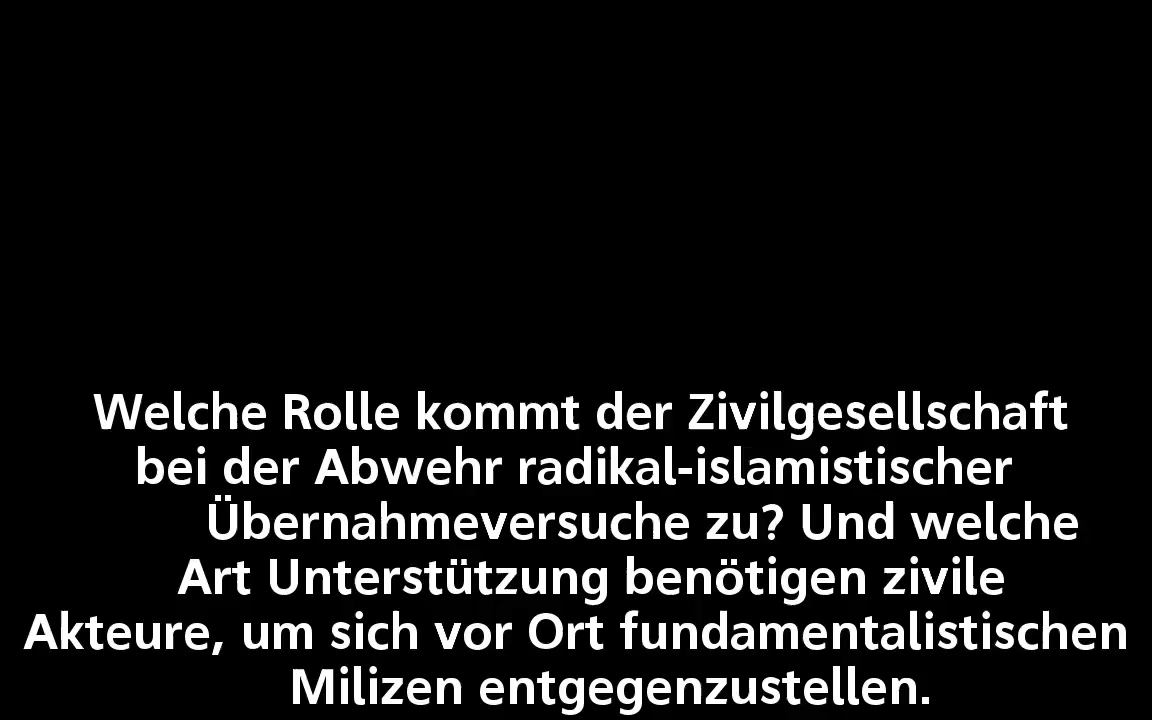 Welche Rolle kommt der Zivilgesellschaft
bei der Abwehr radikal-islamistischer
Übernahmeversuche zu? Und welche
Art Unterstützung benötigen zivile
Akteure, um sich vor Ort fundamentalistischen
Milizen entgegenzustellen.